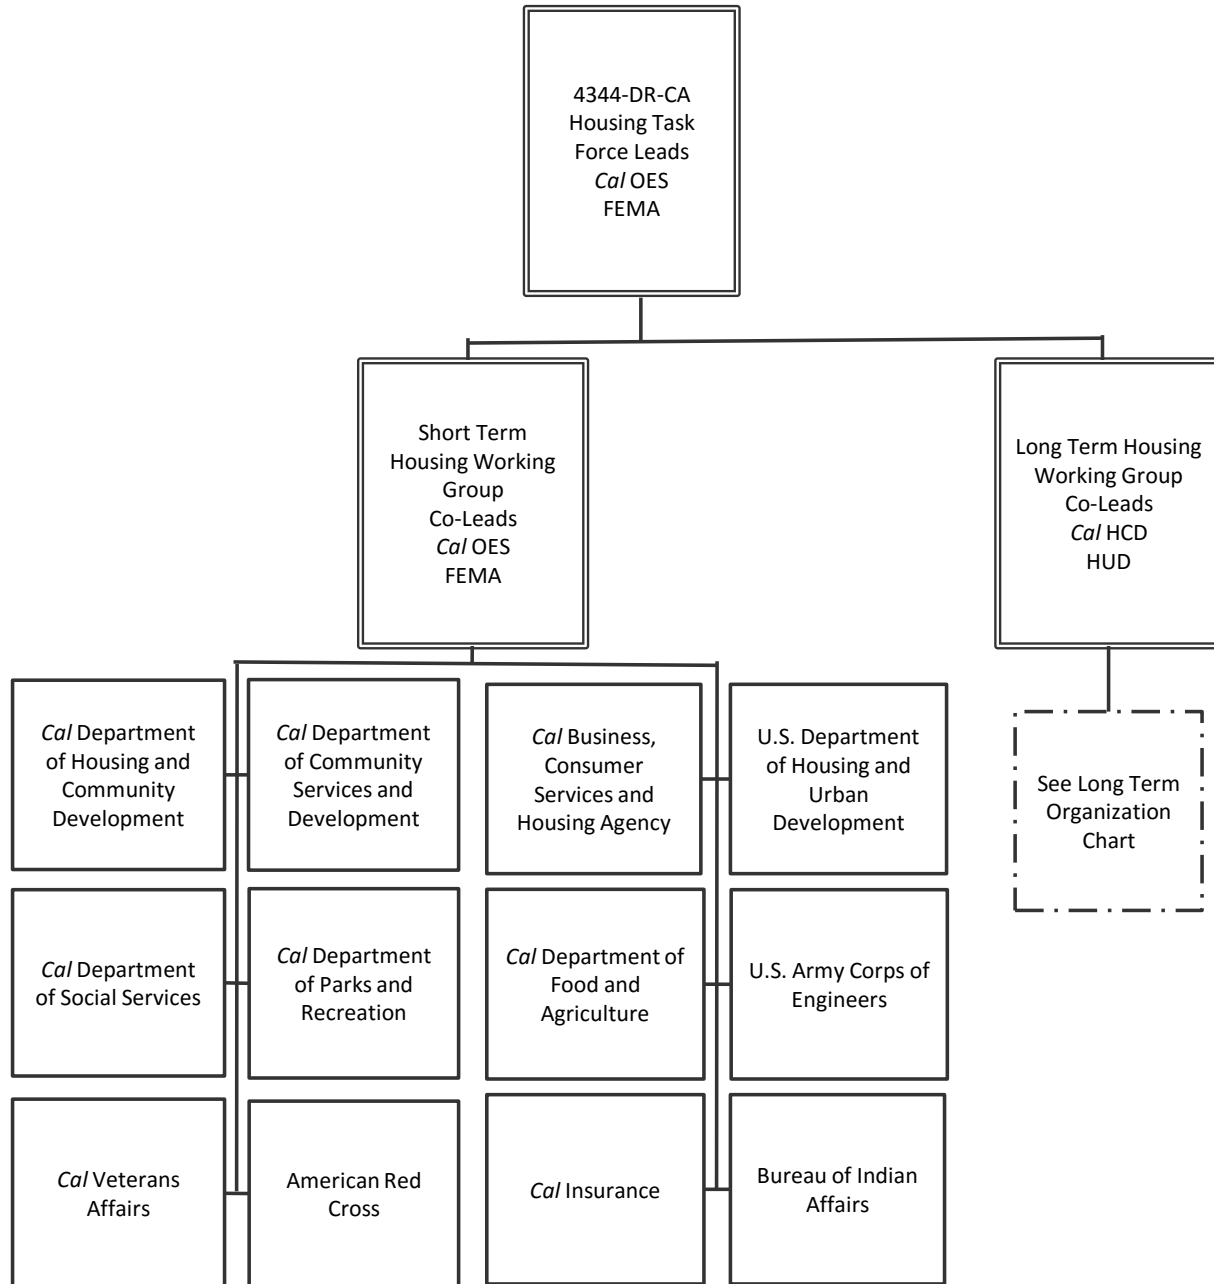 4344-DR-CA
Housing Task
Force Leads
Cal OES
FEMA
Short Term
Housing Working
Group
Co-Leads
Cal OES
FEMA
Long Term Housing
Working Group
Co-Leads
Cal HCD
HUD
Cal Department
of Housing and
Community
Development
Cal Department
of Community
Services and
Development
Cal Business,
Consumer
Services and
Housing Agency
U.S. Department
of Housing and
Urban
Development
See Long Term
Organization
Chart
Cal Department
of Social Services
Cal Department
of Parks and
Recreation
Cal Department of
Food and
Agriculture
U.S. Army Corps of
Engineers
Cal Veterans
Affairs
American Red
Cross
Cal Insurance
Bureau of Indian
Affairs